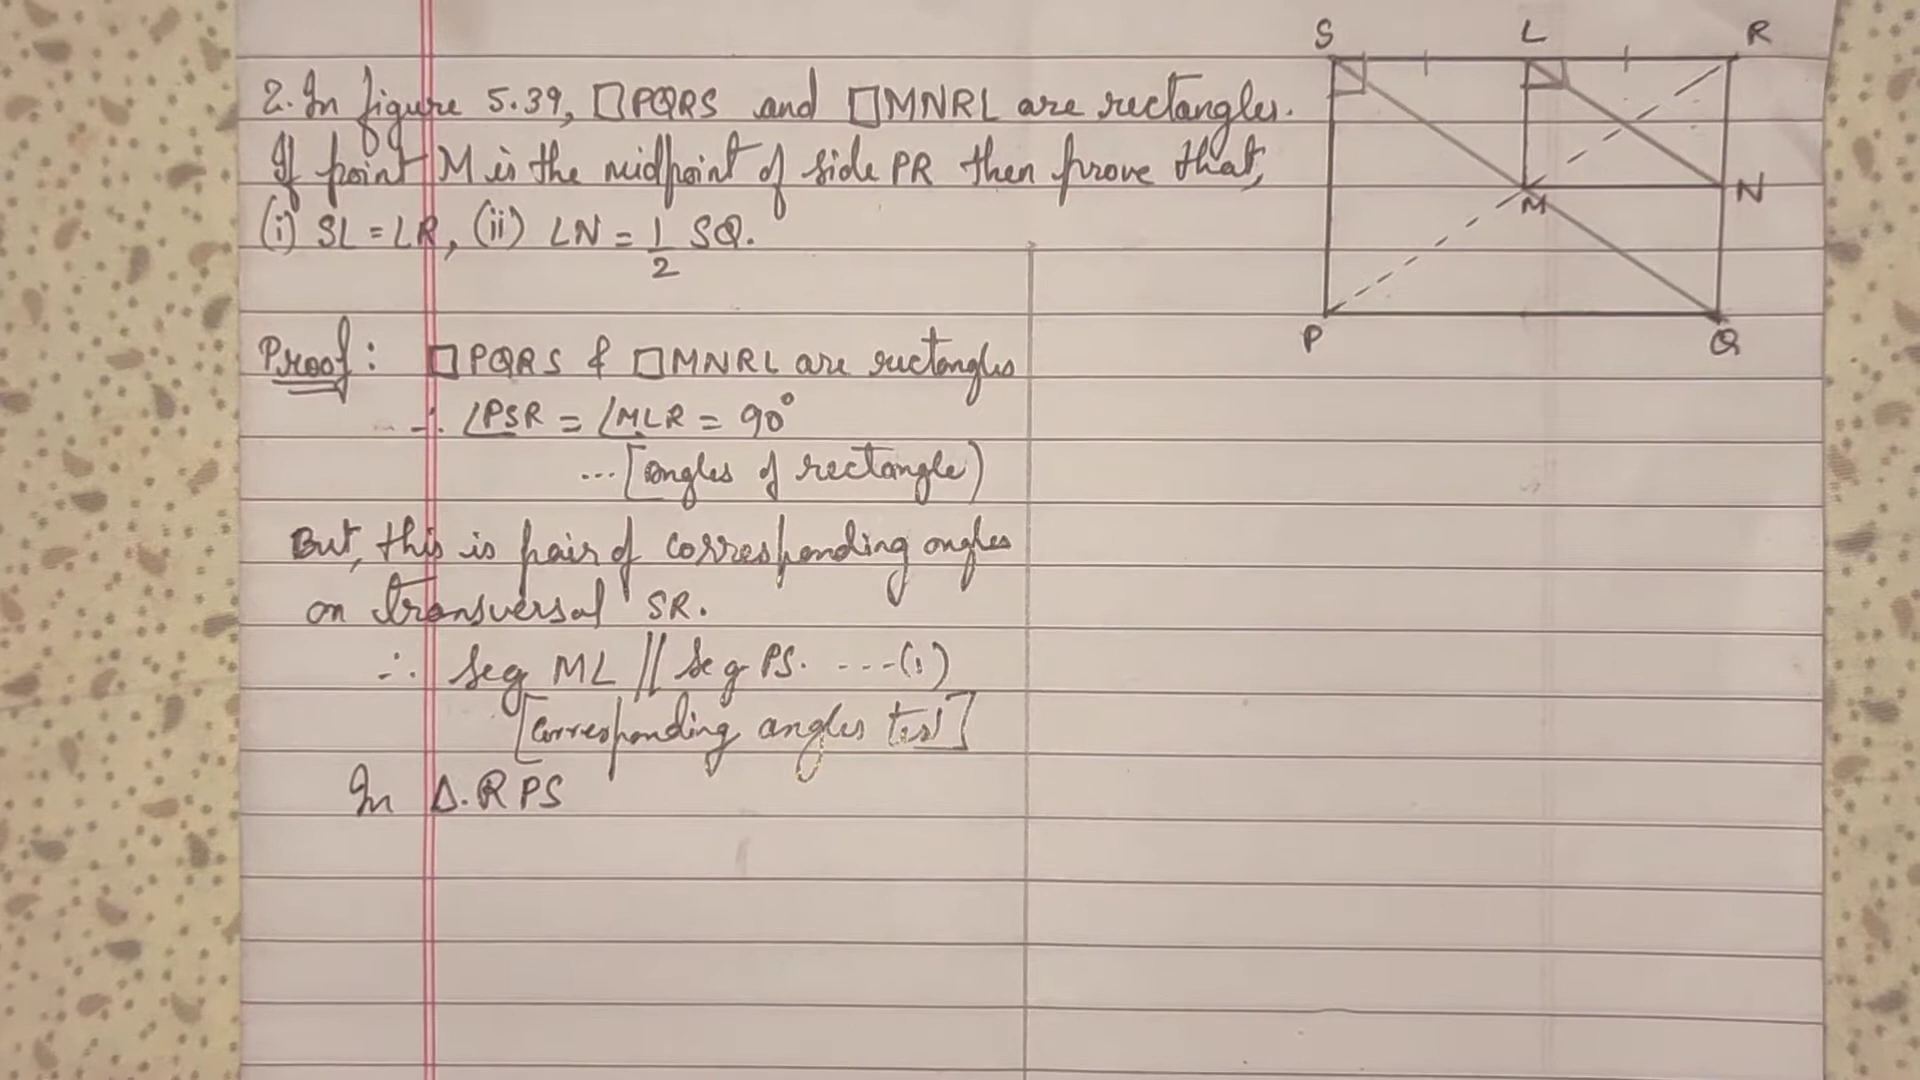 2. In figure 5.39, □PQRS and □MNRL are rectangles.
If point M is the midpoint of side PR then prove that,
(i) SL = LR, (ii) LN = 1/2 SQ.
Proof: □PQRS & □MNRL are rectangles
∴ ∠PSR = ∠MLR = 90°
... [angles of rectangle)
But, this is pair of corresponding angles
on transversal SR.
∴ seg ML || seg PS. ----(1)
[Corresponding angles test]
In Δ.RPS
S L R
M N
P Q